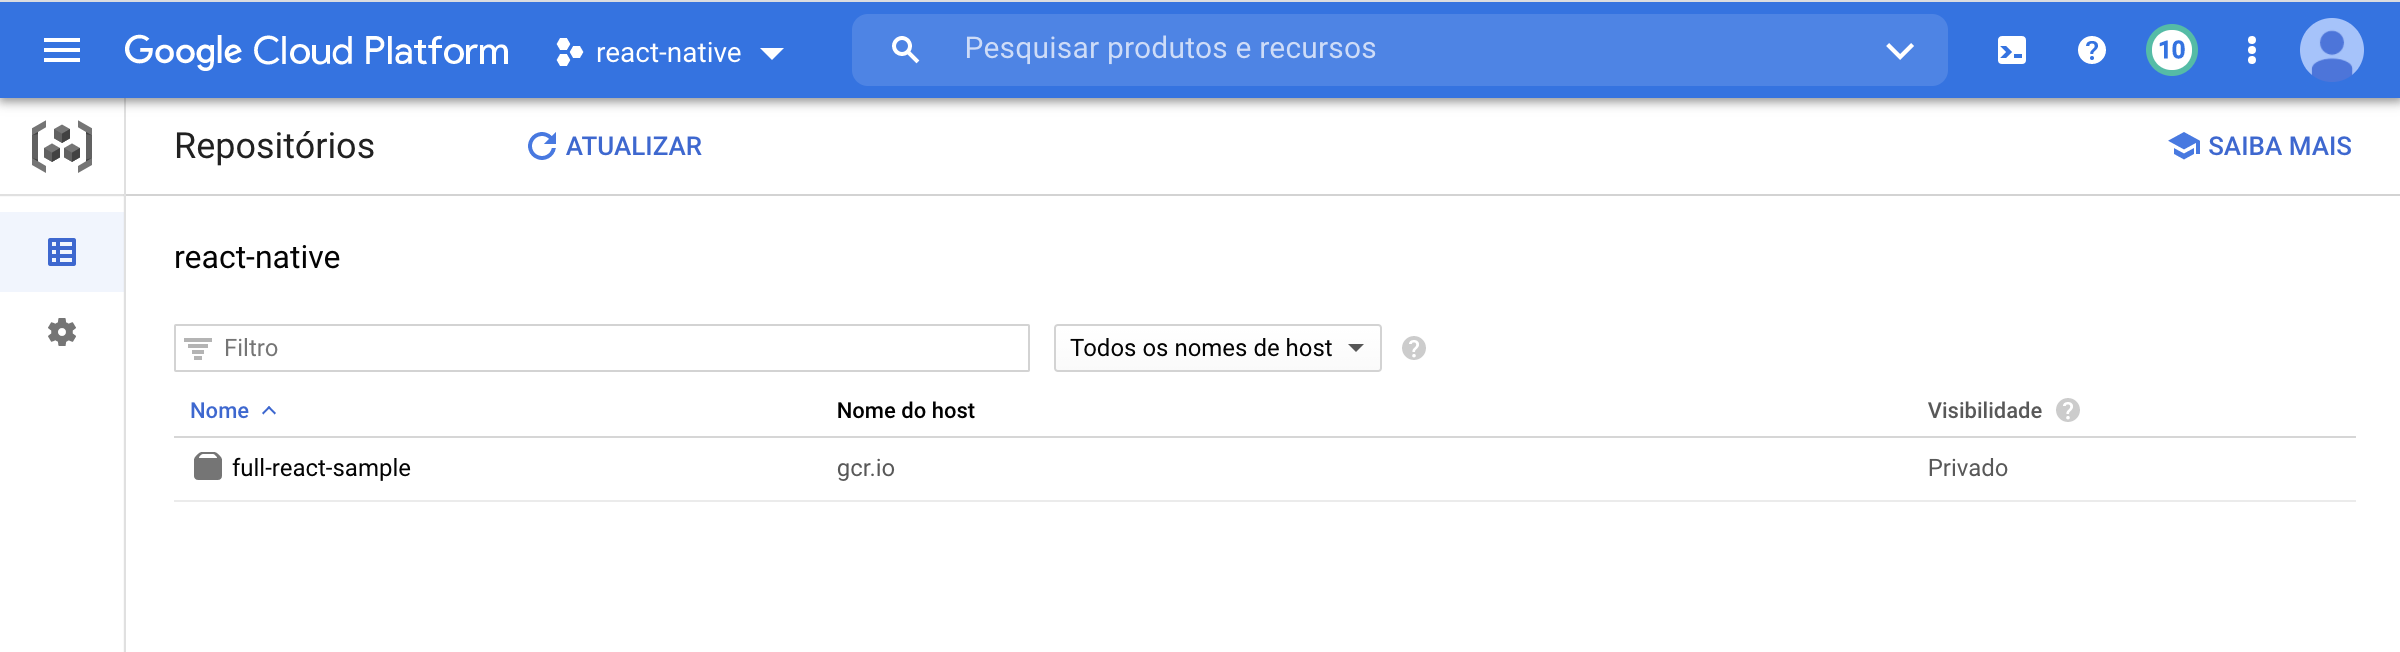 Google Cloud Platform react-native Pesquisar produtos e recursos 10
Repositórios ATUALIZAR SAIBA MAIS
react-native
Filtro Todos os nomes de host
Nome Nome do host Visibilidade
full-react-sample gcr.io Privado